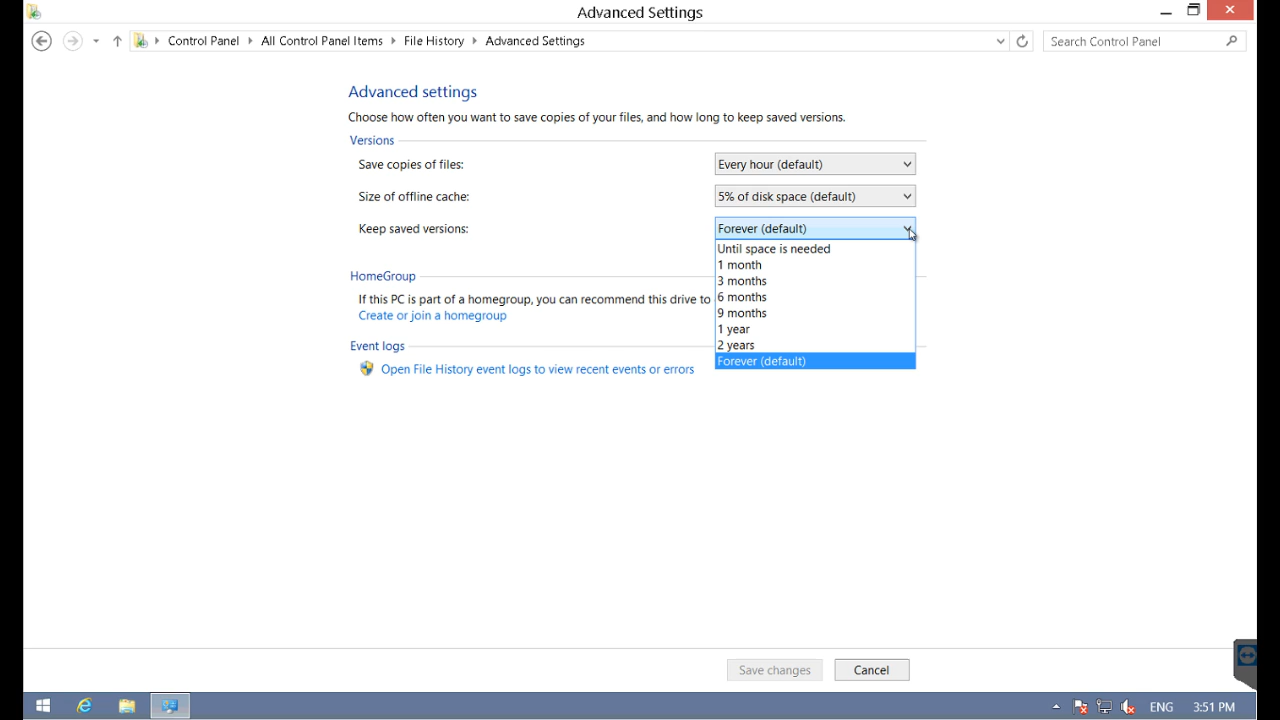 Advanced Settings
Control Panel All Control Panel Items File History Advanced Settings Search Control Panel
Advanced settings
Choose how often you want to save copies of your files, and how long to keep saved versions.
Versions
Save copies of files: Every hour (default)
Size of offline cache: 5% of disk space (default)
Keep saved versions: Forever (default)
Until space is needed
1 month
3 months
6 months
9 months
1 year
2 years
Forever (default)
HomeGroup
If this PC is part of a homegroup, you can recommend this drive to
Create or join a homegroup
Event logs
Open File History event logs to view recent events or errors
Save changes Cancel
ENG 3:51 PM